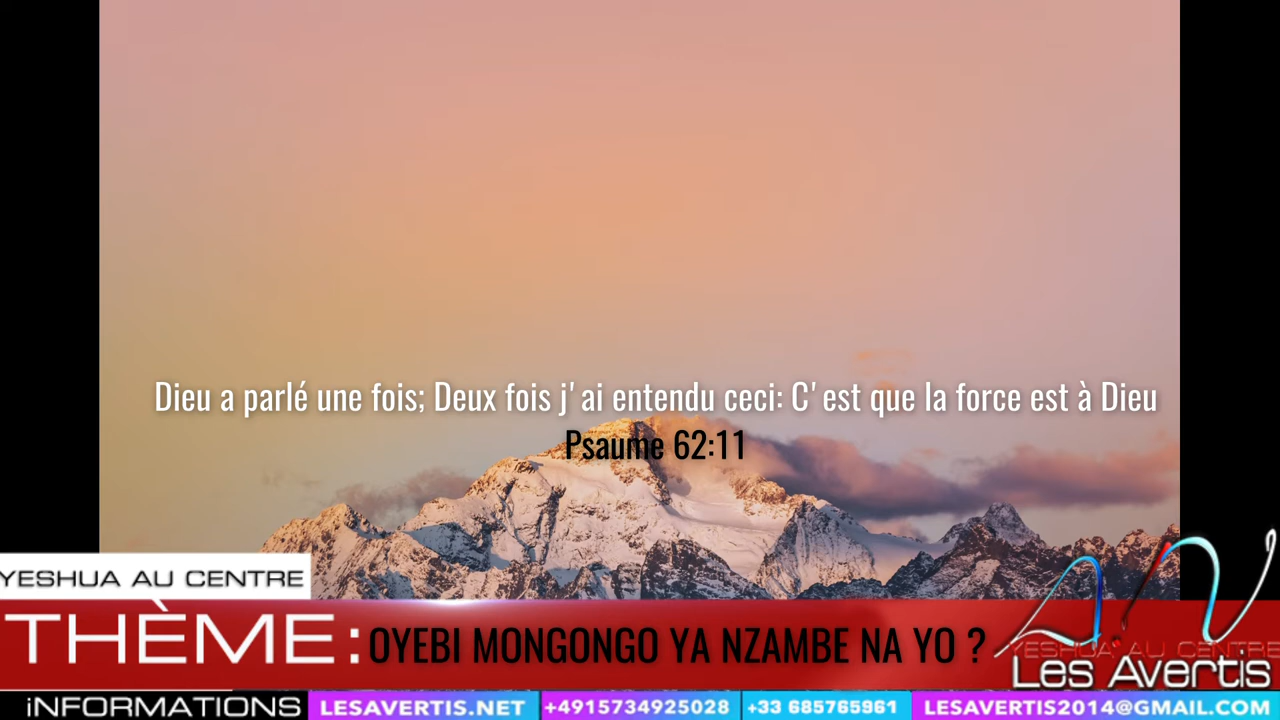 Dieu a parlé une fois; Deux fois j'ai entendu ceci: C'est que la force est à Dieu
Psaume 62:11
YESHUA AU CENTRE
THÈME: OYEBI MONGONGO YA NZAMBE NA YO ?
YESHUA AU CENTRE
Les Avertis
iNFORMATIONS LESAVERTIS.NET +4915734925028 +33 685765961 LESAVERTIS2014@GMAIL.COM